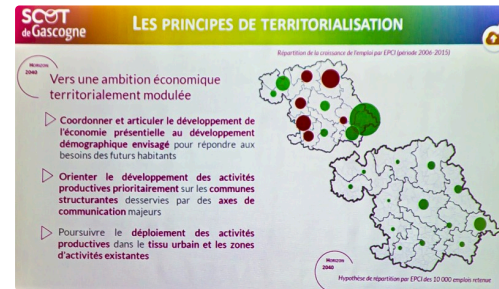 SCOT
de Gascogne
LES PRINCIPES DE TERRITORIALISATION
Répartition de la croissance de l'emploi par EPCI (période 2006-2015)
HORIZON
2040
Vers une ambition économique
territorialement modulée
Coordonner et articuler le développement de
l'économie présentielle au développement
démographique envisagé pour répondre aux
besoins des futurs habitants
Orienter le développement des activités
productives prioritairement sur les communes
structurantes desservies par des axes de
communication majeurs
Poursuivre le déploiement des activités
productives dans le tissu urbain et les zones
d'activités existantes
HORIZON
2040
Hypothèse de répartition par EPCI des 10 000 emplois retenue